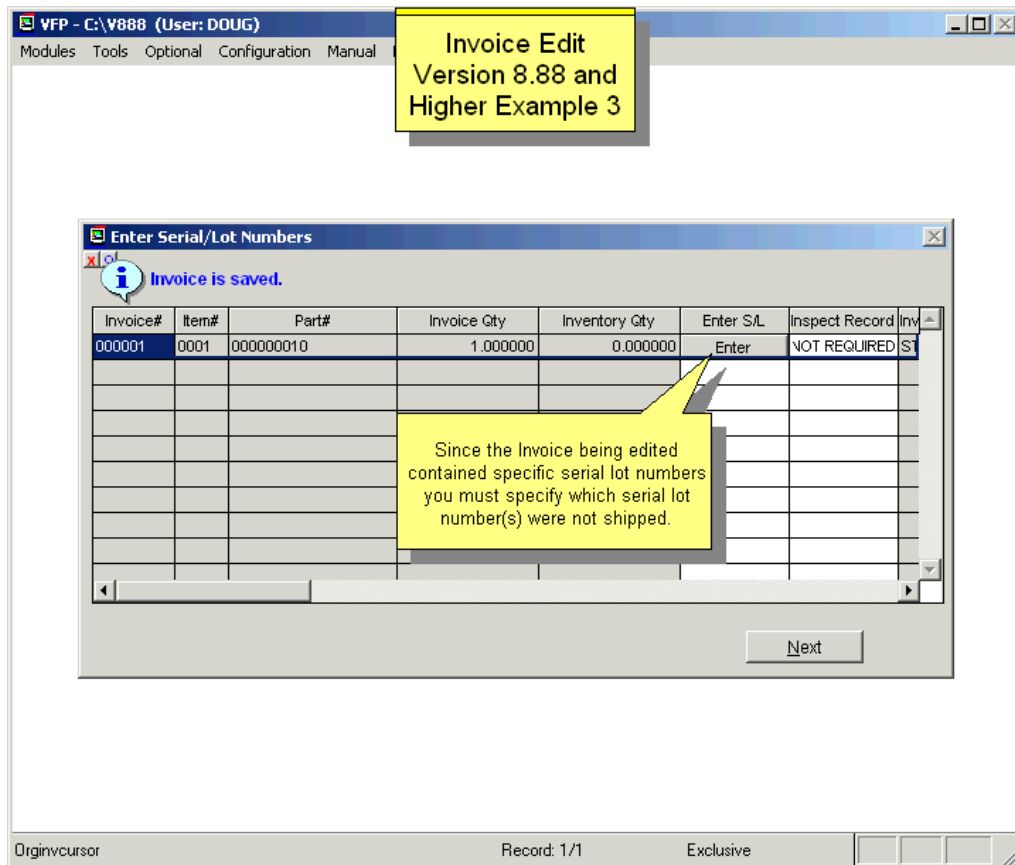 VFP - C:\V888 (User: DOUG)
Modules Tools Optional Configuration Manual
Invoice Edit
Version 8.88 and
Higher Example 3
Enter Serial/Lot Numbers
Invoice is saved.
Invoice# Item# Part# Invoice Qty Inventory Qty Enter S/L Inspect Record Inv
000001 0001 000000010 1.000000 0.000000 Enter NOT REQUIRED ST
Since the Invoice being edited
contained specific serial lot numbers
you must specify which serial lot
number(s) were not shipped.
Next
Orginvcursor Record: 1/1 Exclusive